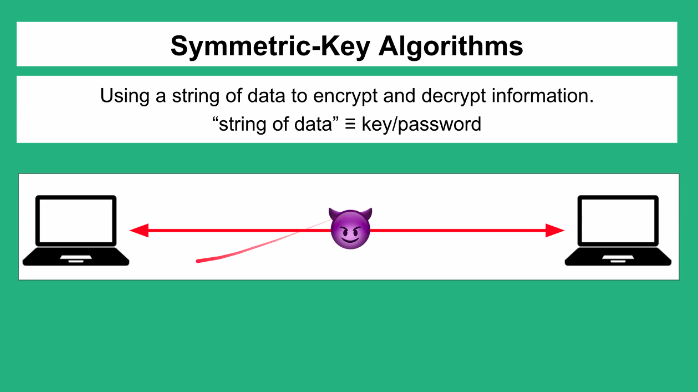 Symmetric-Key Algorithms
Using a string of data to encrypt and decrypt information.
“string of data” ≡ key/password